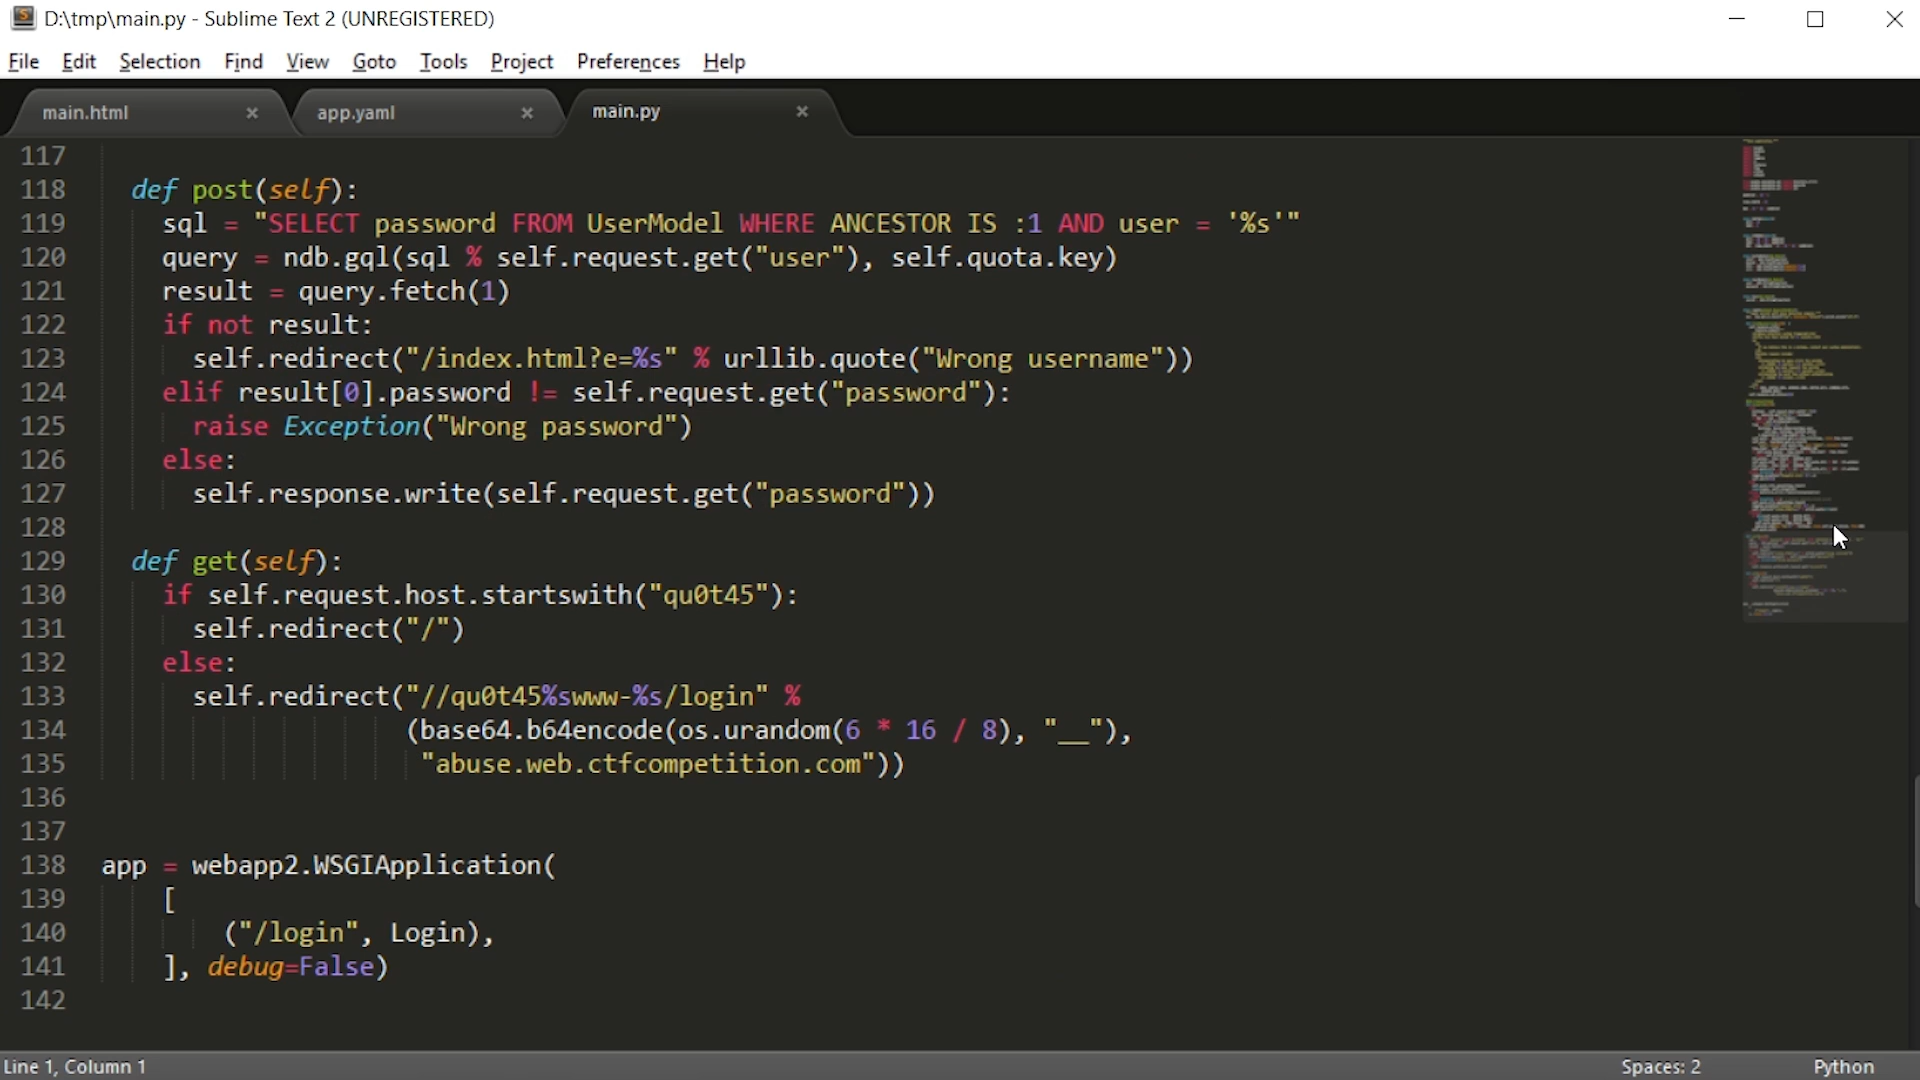 D:\tmp\main.py - Sublime Text 2 (UNREGISTERED)
File Edit Selection Find View Goto Tools Project Preferences Help
main.html × app.yaml × main.py ×
117
118 def post(self):
119 sql = "SELECT password FROM UserModel WHERE ANCESTOR IS :1 AND user = '%s'"
120 query = ndb.gql(sql % self.request.get("user"), self.quota.key)
121 result = query.fetch(1)
122 if not result:
123 self.redirect("/index.html?e=%s" % urllib.quote("Wrong username"))
124 elif result[0].password != self.request.get("password"):
125 raise Exception("Wrong password")
126 else:
127 self.response.write(self.request.get("password"))
128
129 def get(self):
130 if self.request.host.startswith("qu0t45"):
131 self.redirect("/")
132 else:
133 self.redirect("//qu0t45%swww-%s/login" %
134 (base64.b64encode(os.urandom(6 * 16 / 8), "__"),
135 "abuse.web.ctfcompetition.com"))
136
137
138 app = webapp2.WSGIApplication(
139 [
140 ("/login", Login),
141 ], debug=False)
142
Line 1, Column 1 Spaces: 2 Python